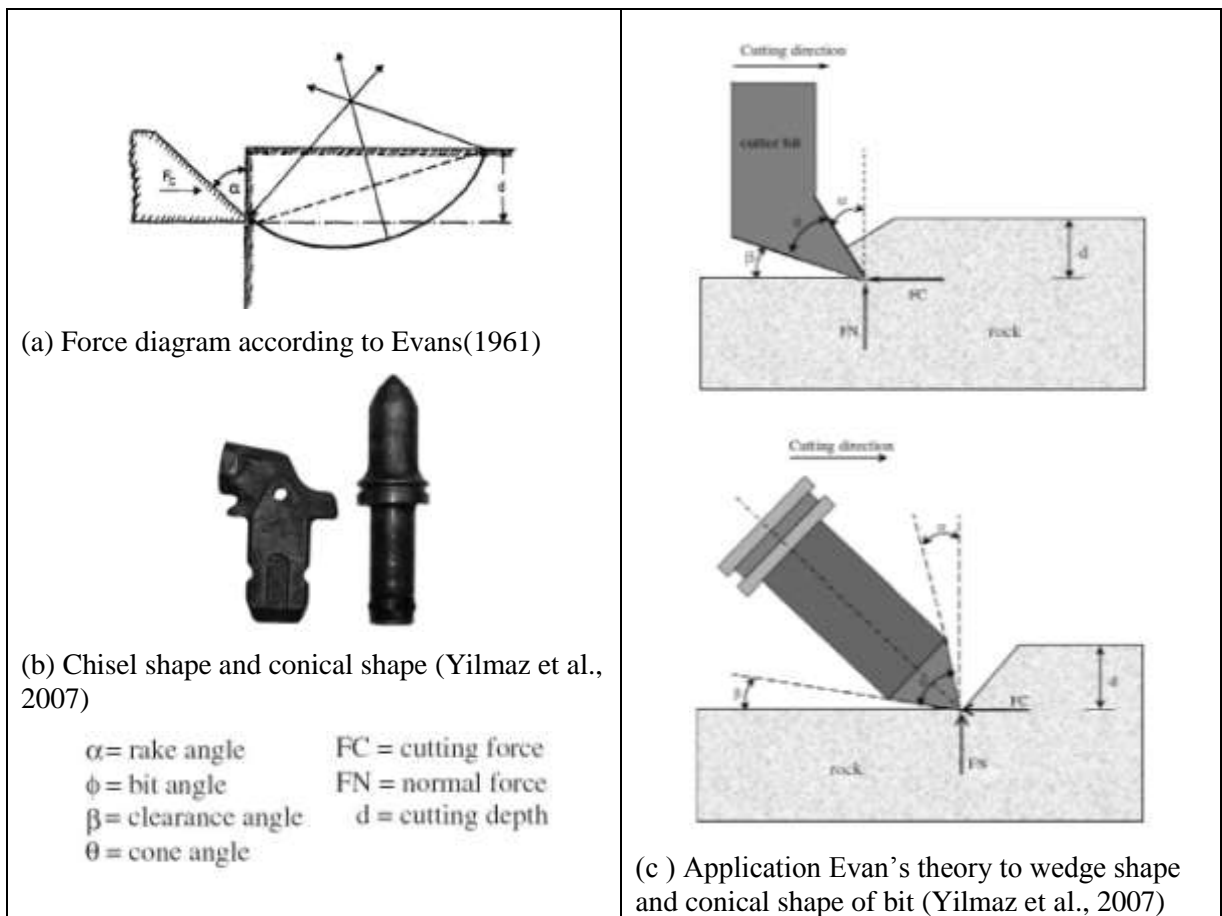 F_c
α
d
(a) Force diagram according to Evans(1961)
(b) Chisel shape and conical shape (Yilmaz et al.,
2007)
α= rake angle
ϕ = bit angle
β= clearance angle
θ = cone angle
FC = cutting force
FN = normal force
d = cutting depth
Cutting direction
cutter bit
α
β
d
FC
FN
rock
Cutting direction
α
β
d
FC
FN
rock
(c ) Application Evan’s theory to wedge shape
and conical shape of bit (Yilmaz et al., 2007)